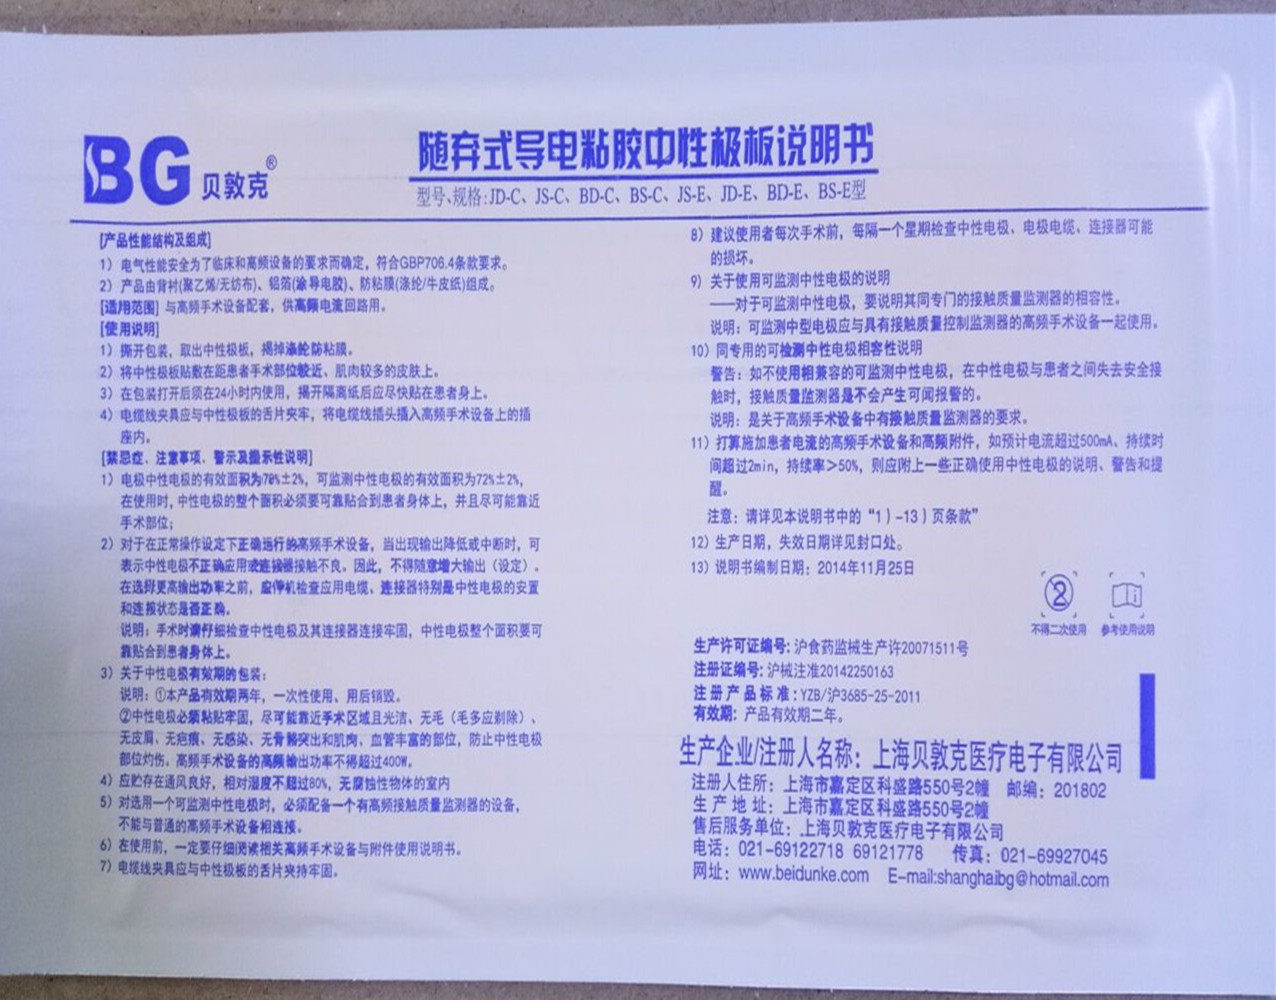 BG 贝敦克®
随弃式导电粘胶中性极板说明书
型号、规格:JD-C、JS-C、BD-C、BS-C、JS-E、JD-E、BD-E、BS-E型
[产品性能结构及组成]
1）电气性能安全为了临床和高频设备的要求而确定，符合GBP706.4条款要求。
2）产品由背衬(聚乙烯/无纺布)、铝箔(涂导电胶)、防粘膜(涤纶/牛皮纸)组成。
[适用范围] 与高频手术设备配套，供高频电流回路用。
[使用说明]
1）撕开包装，取出中性极板，揭掉涤纶防粘膜。
2）将中性极板贴敷在距患者手术部位较近、肌肉较多的皮肤上。
3）在包装打开后须在24小时内使用，揭开隔离纸后应尽快贴在患者身上。
4）电缆线夹具应与中性极板的舌片夹牢，将电缆线插头插入高频手术设备上的插
座内。
[禁忌症、注意事项、警示及提示性说明]
1）电极中性电极的有效面积为78%±2%，可监测中性电极的有效面积为72%±2%，
在使用时,中性电极的整个面积必须要可靠贴合到患者身体上，并且尽可能靠近
手术部位;
2）对于在正常操作设定下正确运行的高频手术设备，当出现输出降低或中断时，可
表示中性电极不正确应用或连接器接触不良。因此，不得随意增大输出（设定）。
在选择更高输出功率之前，应停机检查应用电缆、连接器特别是中性电极的安置
和连接状态是否正确。
说明：手术时请仔细检查中性电极及其连接器连接牢固，中性电极整个面积要可
靠贴合到患者身体上。
3）关于中性电极有效期的包装：
说明：①本产品有效期两年，一次性使用、用后销毁。
②中性电极必须粘贴牢固，尽可能靠近手术区域且光洁、无毛（毛多应剃除）、
无皮屑、无疤痕、无感染、无骨骼突出和肌肉、血管丰富的部位，防止中性电极
部位灼伤。高频手术设备的高频输出功率不得超过400W。
4）应贮存在通风良好，相对湿度不超过80%，无腐蚀性物体的室内
5）对选用一个可监测中性电极时，必须配备一个有高频接触质量监测器的设备，
不能与普通的高频手术设备相连接。
6）在使用前，一定要仔细阅读相关高频手术设备与附件使用说明书。
7）电缆线夹具应与中性极板的舌片夹持牢固。
8）建议使用者每次手术前，每隔一个星期检查中性电极、电极电缆、连接器可能
的损坏。
9）关于使用可监测中性电极的说明
——对于可监测中性电极，要说明其同专门的接触质量监测器的相容性。
说明：可监测中型电极应与具有接触质量控制监测器的高频手术设备一起使用。
10）同专用的可检测中性电极相容性说明
警告：如不使用相兼容的可监测中性电极，在中性电极与患者之间失去安全接
触时，接触质量监测器是不会产生可闻报警的。
说明：是关于高频手术设备中有接触质量监测器的要求。
11）打算施加患者电流的高频手术设备和高频附件，如预计电流超过500mA、持续时
间超过2min，持续率＞50%，则应附上一些正确使用中性电极的说明、警告和提
醒。
注意：请详见本说明书中的“1）-13）页条款”
12）生产日期，失效日期详见封口处。
13）说明书编制日期：2014年11月25日
不得二次使用 参考使用说明
生产许可证编号: 沪食药监械生产许20071511号
注册证编号: 沪械注准20142250163
注册产品标准: YZB/沪3685-25-2011
有效期: 产品有效期二年。
生产企业/注册人名称：上海贝敦克医疗电子有限公司
注册人住所：上海市嘉定区科盛路550号2幢 邮编：201802
生产地址：上海市嘉定区科盛路550号2幢
售后服务单位：上海贝敦克医疗电子有限公司
电话：021-69122718 69121778 传真：021-69927045
网址：www.beidunke.com E-mail:shanghaibg@hotmail.com